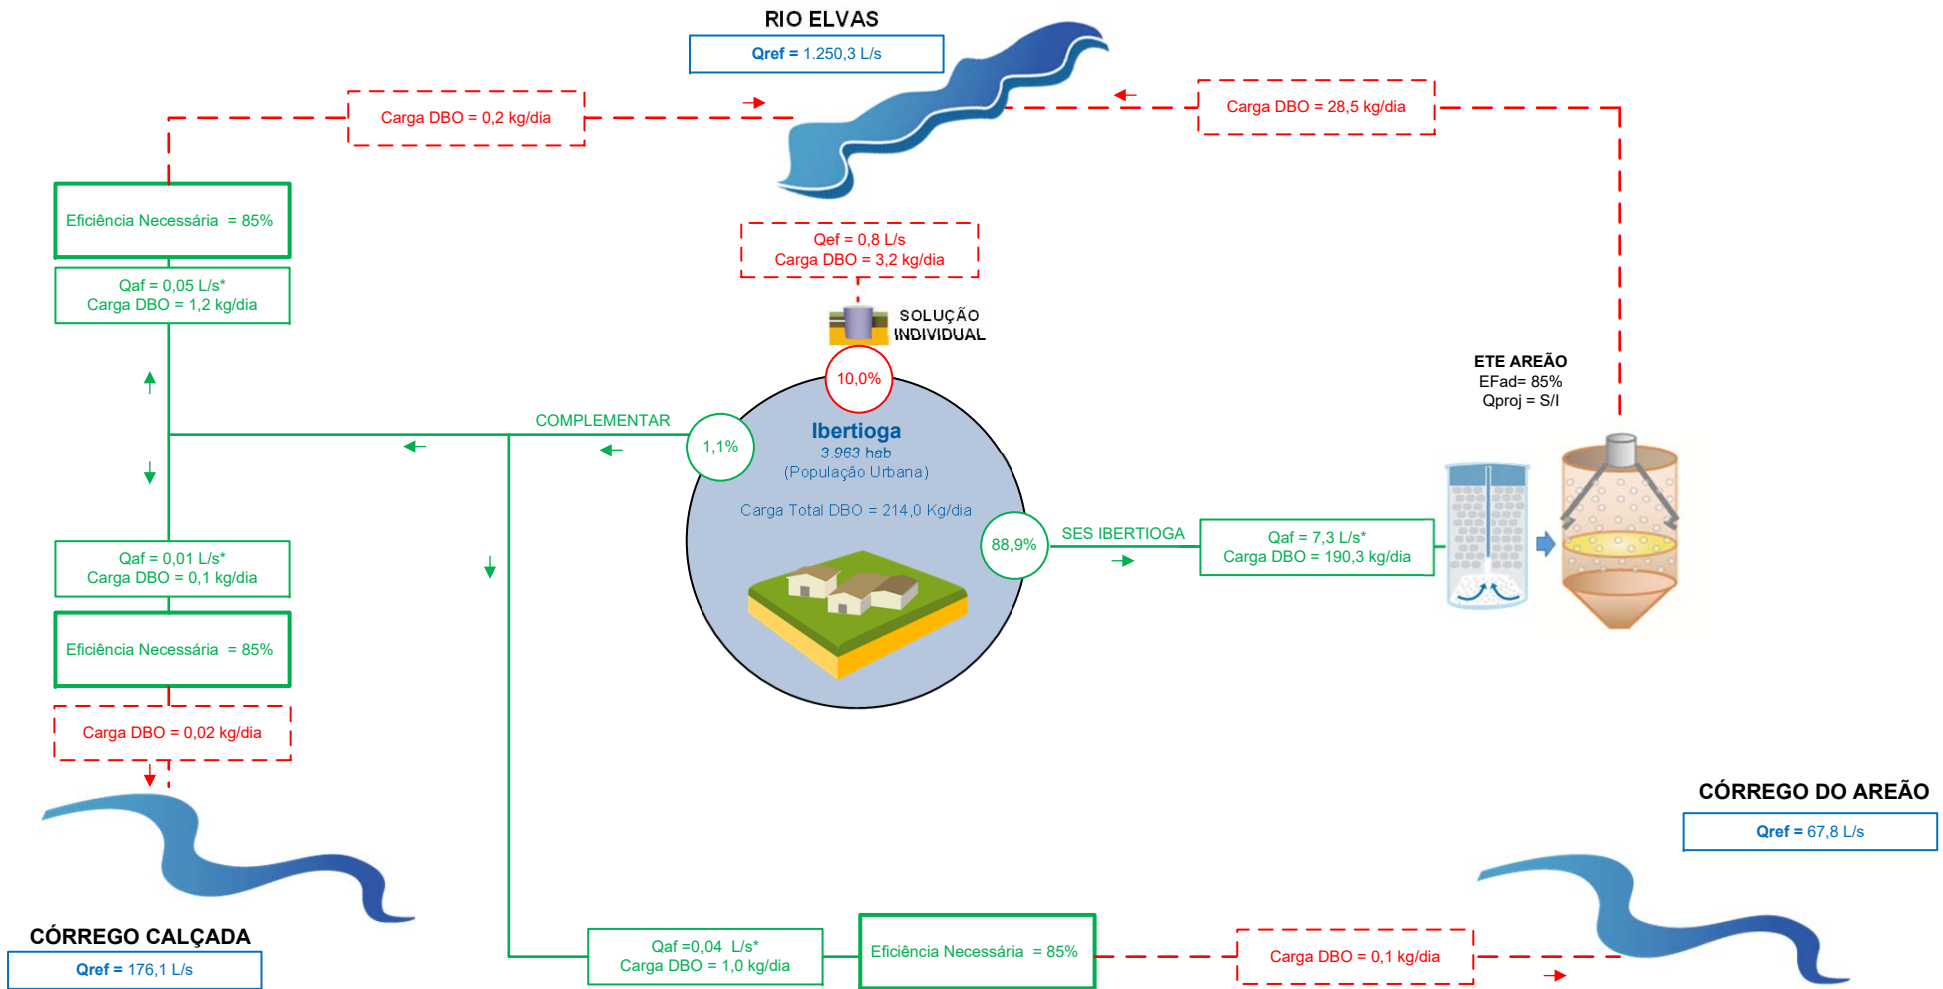 RIO ELVAS
Qref = 1.250,3 L/s
Carga DBO = 0,2 kg/dia
Carga DBO = 28,5 kg/dia
Eficiência Necessária = 85%
Qaf = 0,05 L/s*
Carga DBO = 1,2 kg/dia
Qef = 0,8 L/s
Carga DBO = 3,2 kg/dia
SOLUÇÃO
INDIVIDUAL
10,0%
ETE AREÃO
EFad= 85%
Qproj = S/I
COMPLEMENTAR
1,1%
Ibertioga
3.963 hab
(População Urbana)
Carga Total DBO = 214,0 Kg/dia
88,9%
SES IBERTIOGA
Qaf = 7,3 L/s*
Carga DBO = 190,3 kg/dia
Qaf = 0,01 L/s*
Carga DBO = 0,1 kg/dia
Eficiência Necessária = 85%
Carga DBO = 0,02 kg/dia
CÓRREGO DO AREÃO
Qref = 67,8 L/s
CÓRREGO CALÇADA
Qref = 176,1 L/s
Qaf =0,04 L/s*
Carga DBO = 1,0 kg/dia
Eficiência Necessária = 85%
Carga DBO = 0,1 kg/dia